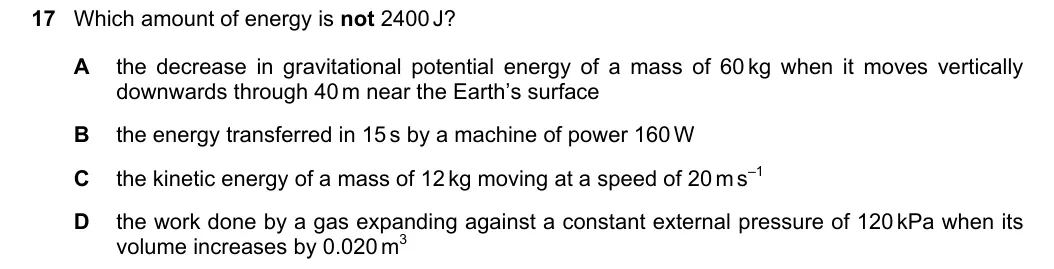 17 Which amount of energy is not 2400 J?
A the decrease in gravitational potential energy of a mass of 60 kg when it moves vertically
downwards through 40 m near the Earth's surface
B the energy transferred in 15 s by a machine of power 160 W
C the kinetic energy of a mass of 12 kg moving at a speed of 20 m s⁻¹
D the work done by a gas expanding against a constant external pressure of 120 kPa when its
volume increases by 0.020 m³